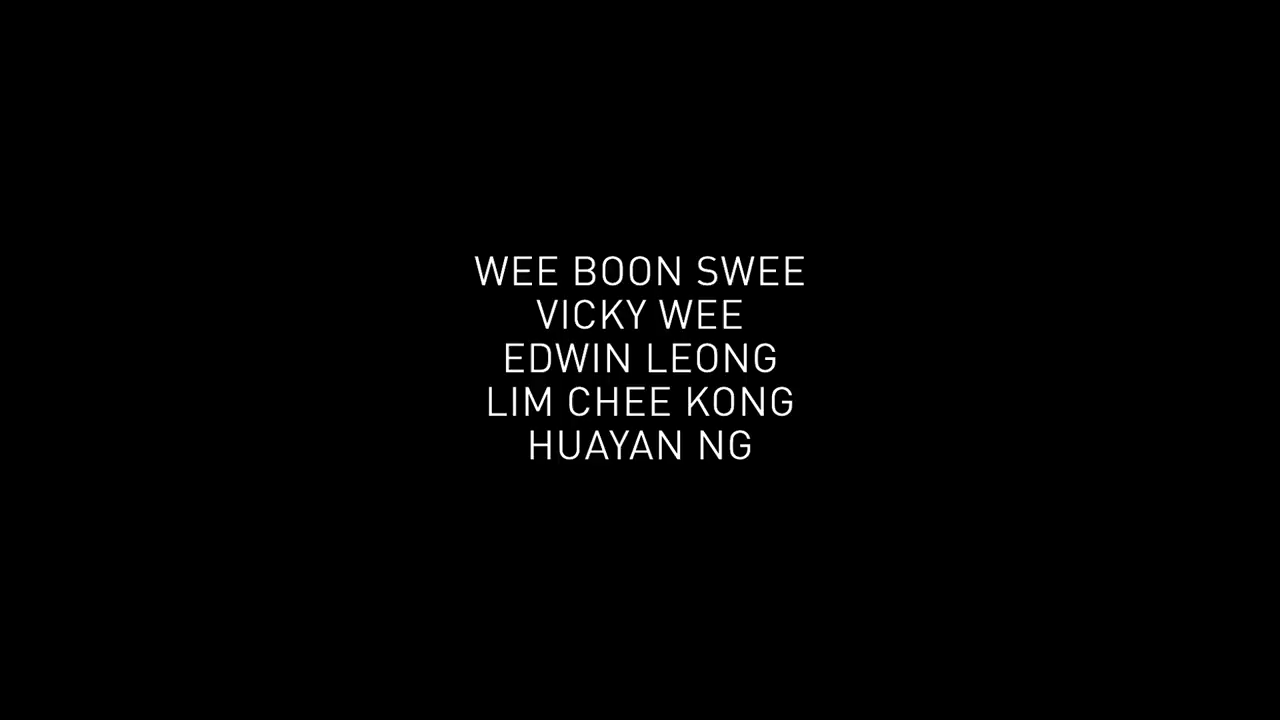 WEE BOON SWEE
VICKY WEE
EDWIN LEONG
LIM CHEE KONG
HUAYAN NG